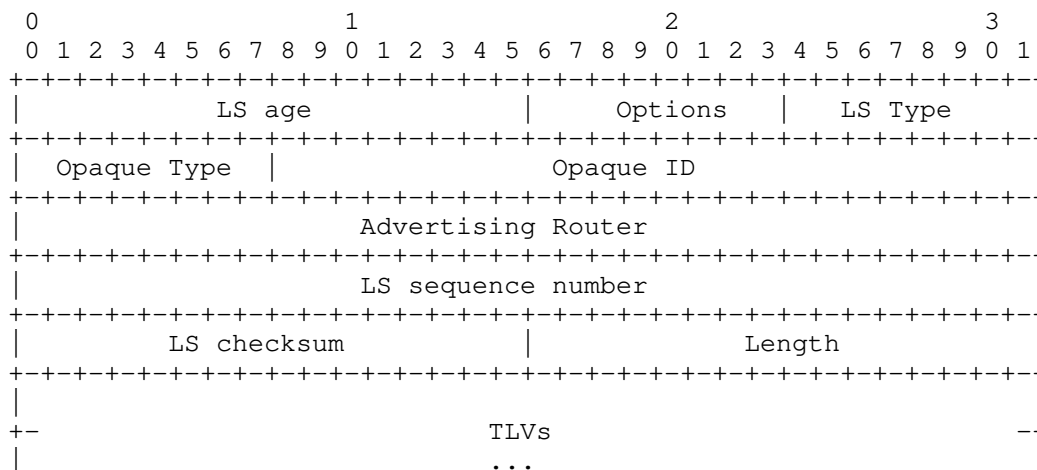 0                   1                   2                   3
 0 1 2 3 4 5 6 7 8 9 0 1 2 3 4 5 6 7 8 9 0 1 2 3 4 5 6 7 8 9 0 1
+-+-+-+-+-+-+-+-+-+-+-+-+-+-+-+-+-+-+-+-+-+-+-+-+-+-+-+-+-+-+-+--
|            LS age             |     Options   |   LS Type
+-+-+-+-+-+-+-+-+-+-+-+-+-+-+-+-+-+-+-+-+-+-+-+-+-+-+-+-+-+-+-+--
|  Opaque Type  |                 Opaque ID
+-+-+-+-+-+-+-+-+-+-+-+-+-+-+-+-+-+-+-+-+-+-+-+-+-+-+-+-+-+-+-+--
|                     Advertising Router
+-+-+-+-+-+-+-+-+-+-+-+-+-+-+-+-+-+-+-+-+-+-+-+-+-+-+-+-+-+-+-+--
|                     LS sequence number
+-+-+-+-+-+-+-+-+-+-+-+-+-+-+-+-+-+-+-+-+-+-+-+-+-+-+-+-+-+-+-+--
|         LS checksum           |             Length
+-+-+-+-+-+-+-+-+-+-+-+-+-+-+-+-+-+-+-+-+-+-+-+-+-+-+-+-+-+-+-+--
|
+-                            TLVs                             --
|                             ...